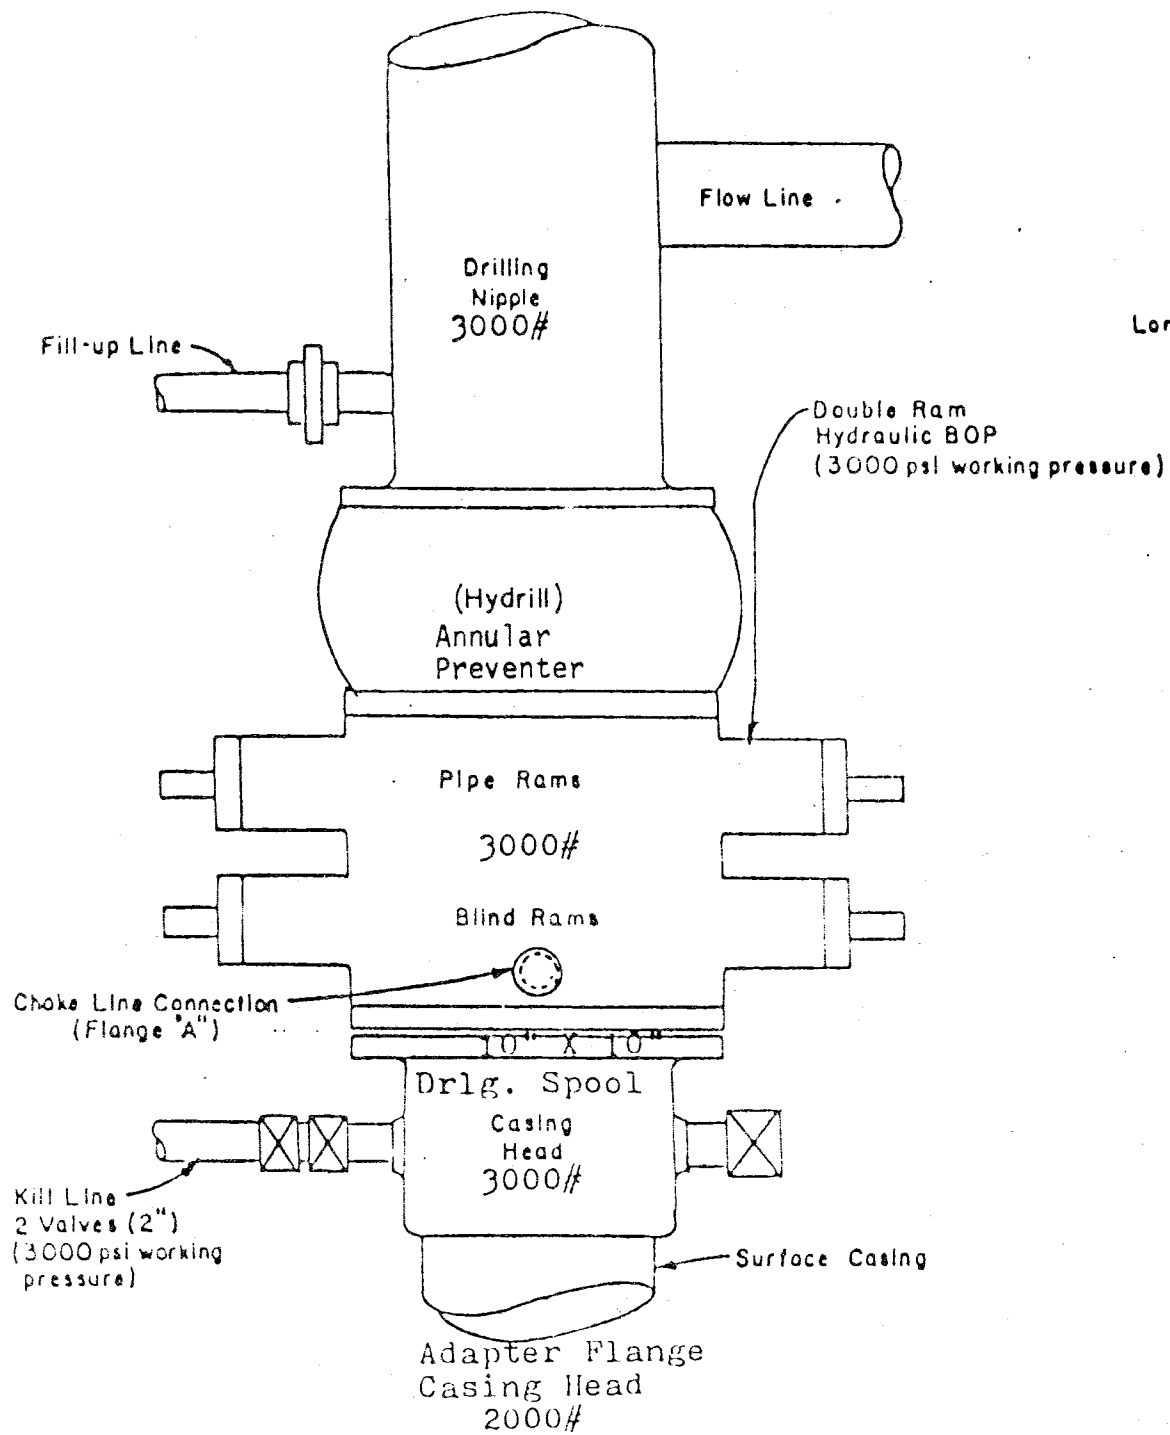 Flow Line
Drilling
Nipple
3000#
Fill-up Line
Lor
Double Ram
Hydraulic BOP
(3000 psi working pressure)
(Hydrill)
Annular
Preventer
Pipe Rams
3000#
Blind Rams
Choke Line Connection
(Flange "A")
Drlg. Spool
Casing
Head
3000#
Kill Line
2 Valves (2")
(3000 psi working
pressure)
Surface Casing
Adapter Flange
Casing Head
2000#